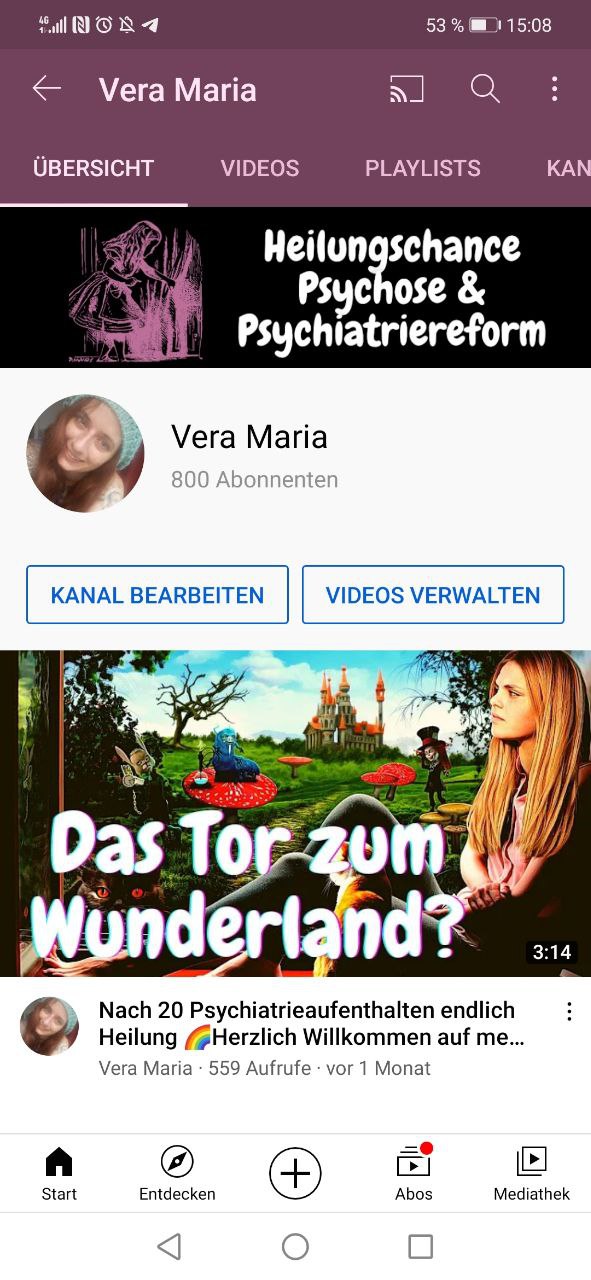 4G
53 % 15:08
Vera Maria
ÜBERSICHT VIDEOS PLAYLISTS KAN
Heilungschance
Psychose &
Psychiatriereform
Vera Maria
800 Abonnenten
KANAL BEARBEITEN VIDEOS VERWALTEN
Das Tor zum
Wunderland?
3:14
Nach 20 Psychiatrieaufenthalten endlich
Heilung 🌈Herzlich Willkommen auf me...
Vera Maria · 559 Aufrufe · vor 1 Monat
Start Entdecken Abos Mediathek